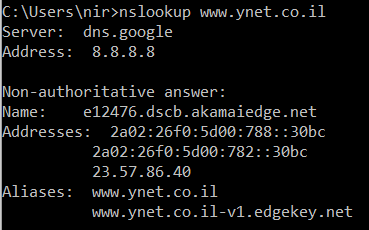 C:\Users\nir>nslookup www.ynet.co.il
Server:  dns.google
Address:  8.8.8.8

Non-authoritative answer:
Name:    e12476.dscb.akamaiedge.net
Addresses:  2a02:26f0:5d00:788::30bc
          2a02:26f0:5d00:782::30bc
          23.57.86.40
Aliases:  www.ynet.co.il
          www.ynet.co.il-v1.edgekey.net